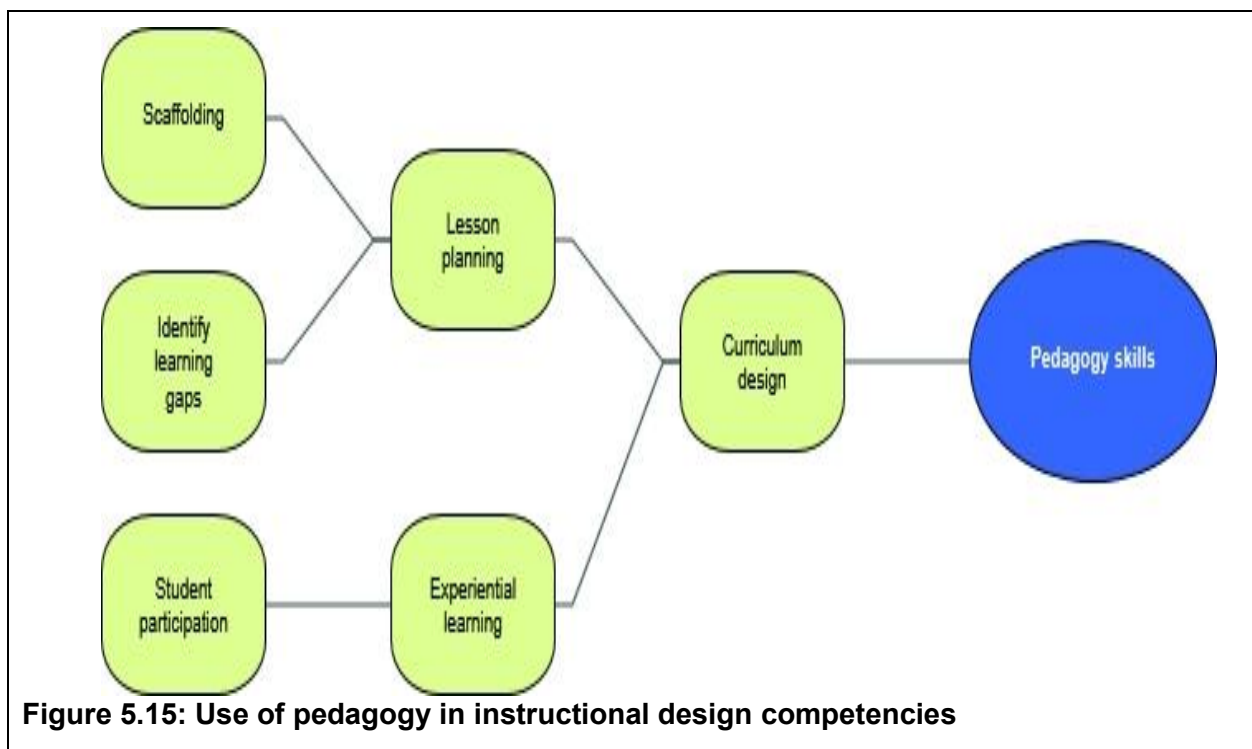 Scaffolding
Lesson
planning
Identify
learning
gaps
Curriculum
design
Pedagogy skills
Student
participation
Experiential
learning
Figure 5.15: Use of pedagogy in instructional design competencies